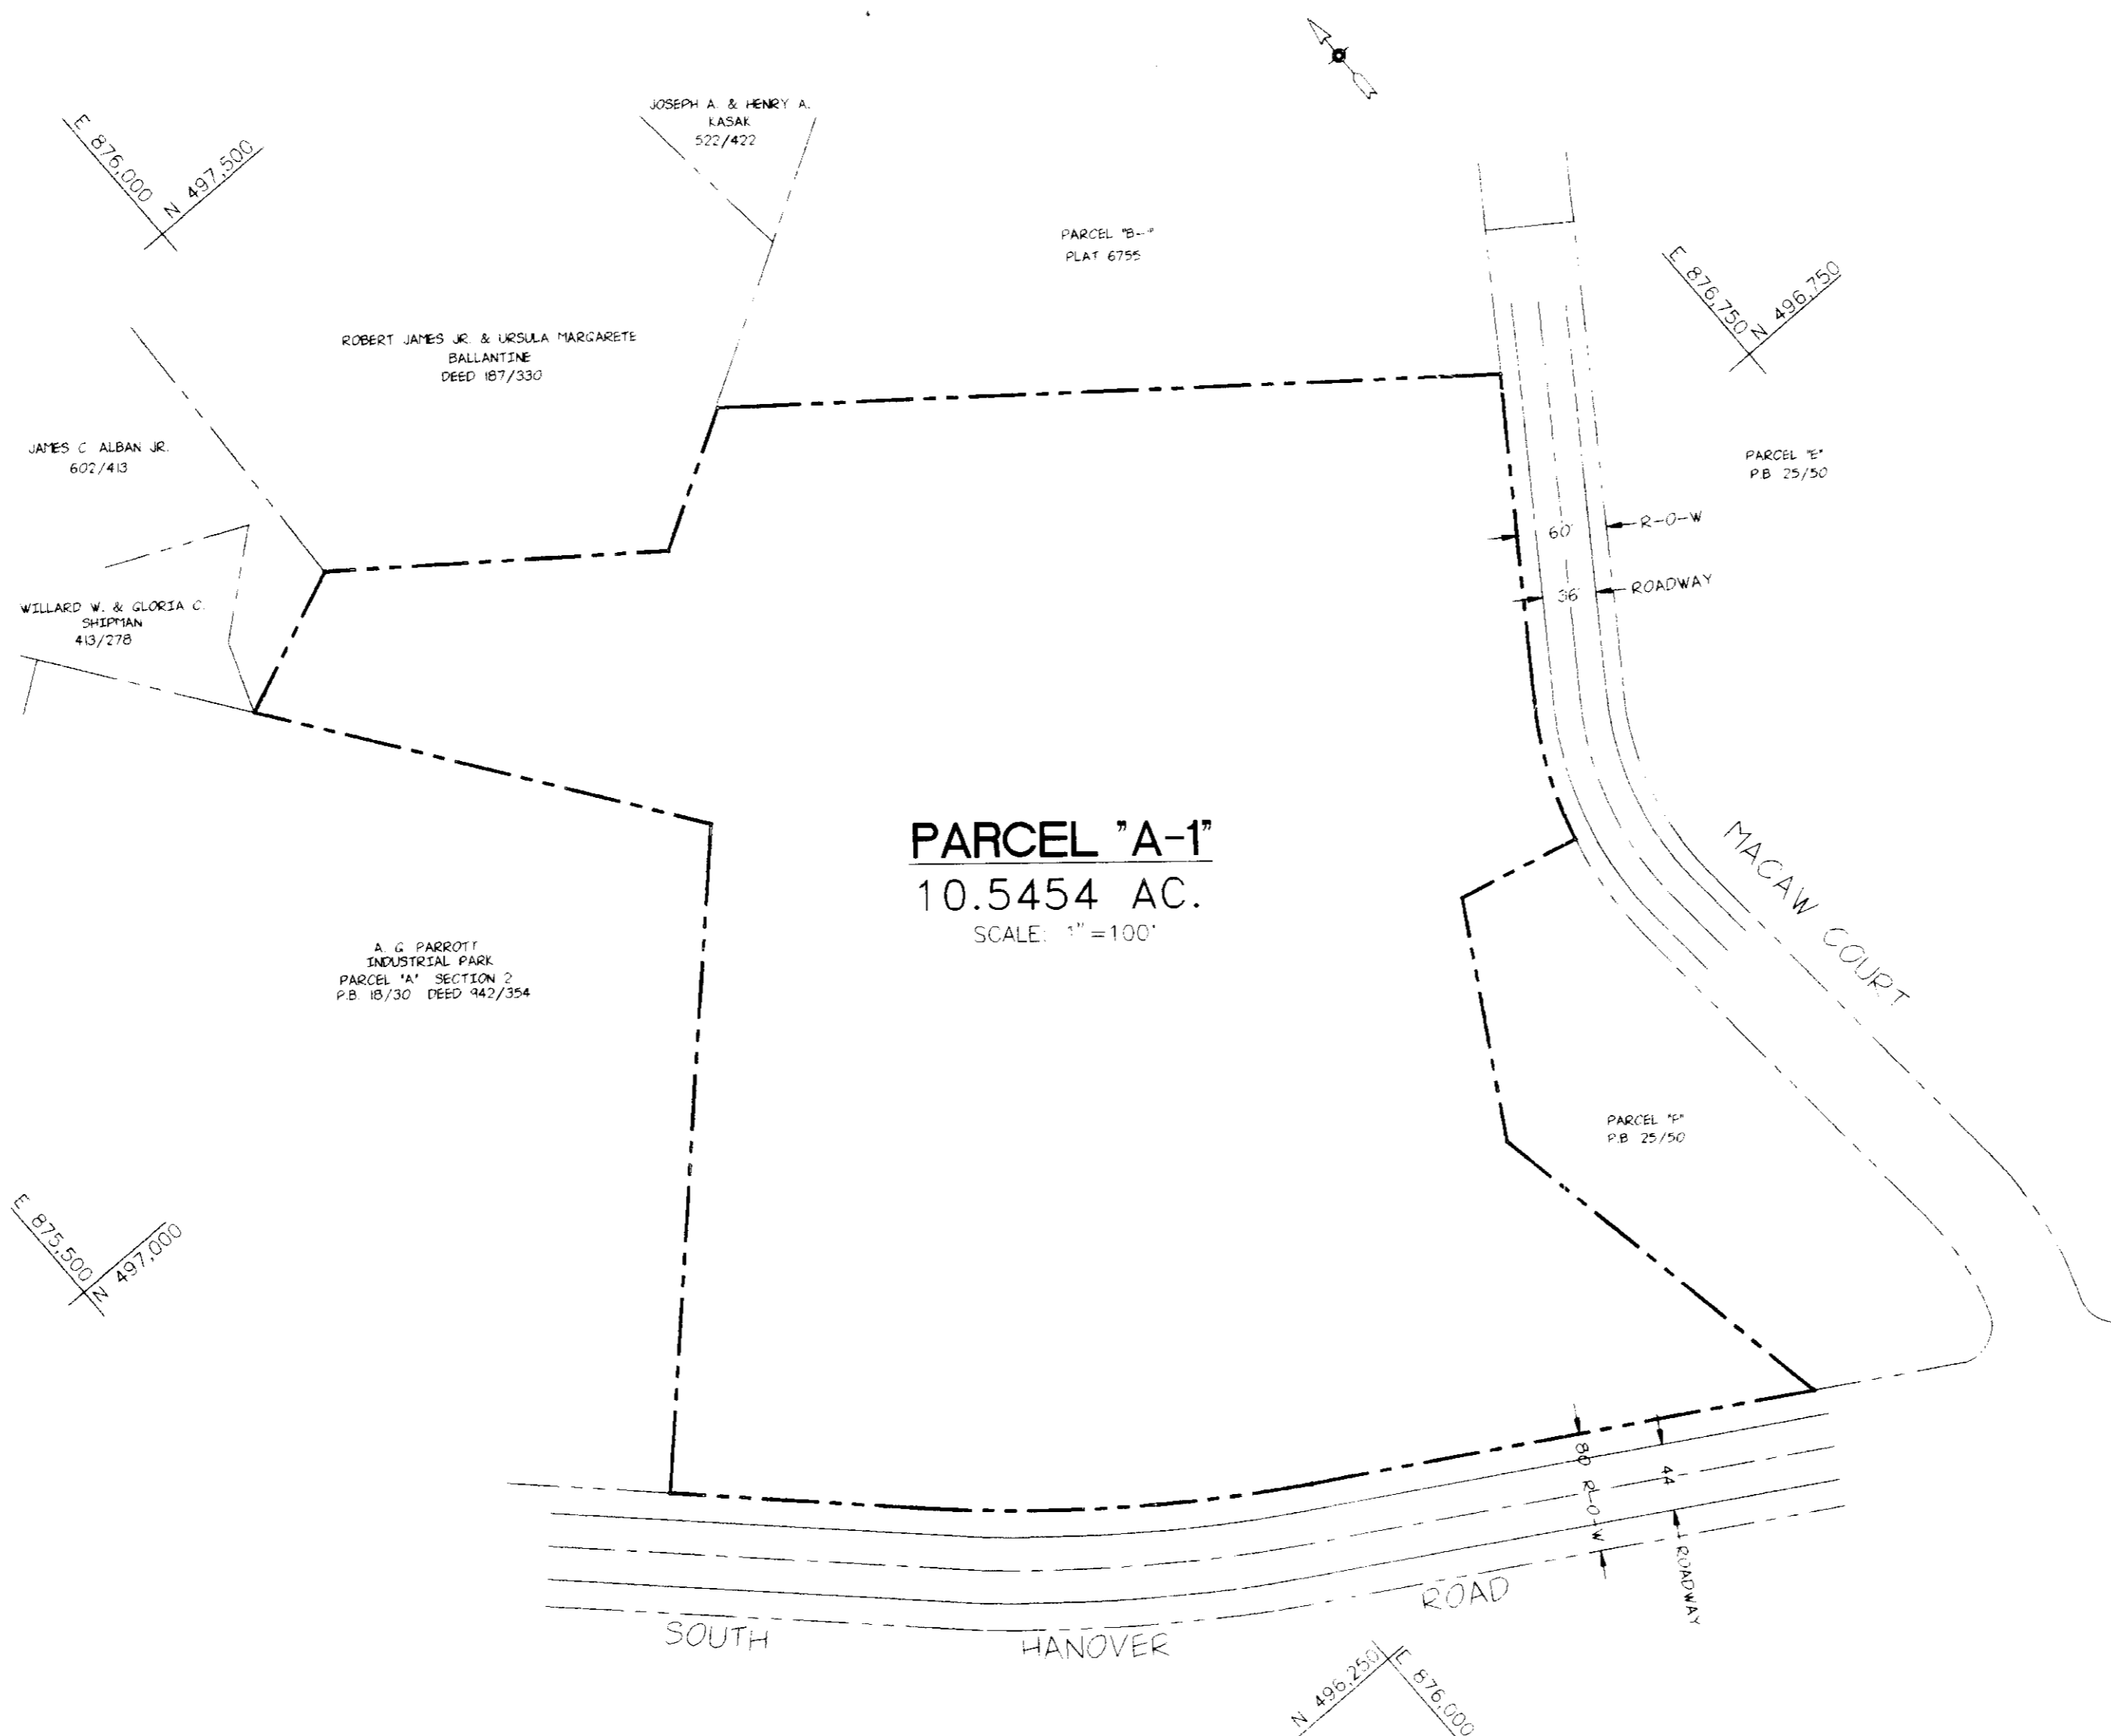 JOSEPH A. & HENRY A.
KASAK
522/422
E 876,000
N 497,500
PARCEL "B--"
PLAT 6755
E 876,750
N 496,750
ROBERT JAMES JR. & URSULA MARGARETE
BALLANTINE
DEED 187/330
JAMES C ALBAN JR.
602/413
PARCEL "E"
P.B 25/50
60'
R-O-W
36'
ROADWAY
WILLARD W. & GLORIA C.
SHIPMAN
413/278
PARCEL "A-1"
10.5454 AC.
SCALE: 1"=100'
MACAW COURT
A. G PARROTT
INDUSTRIAL PARK
PARCEL 'A' SECTION 2
P.B. 18/30 DEED 942/354
PARCEL "F"
P.B 25/50
E 875,500
N 497,000
80 R-O-W
44
ROADWAY
SOUTH HANOVER ROAD
N 496,250
E 876,000